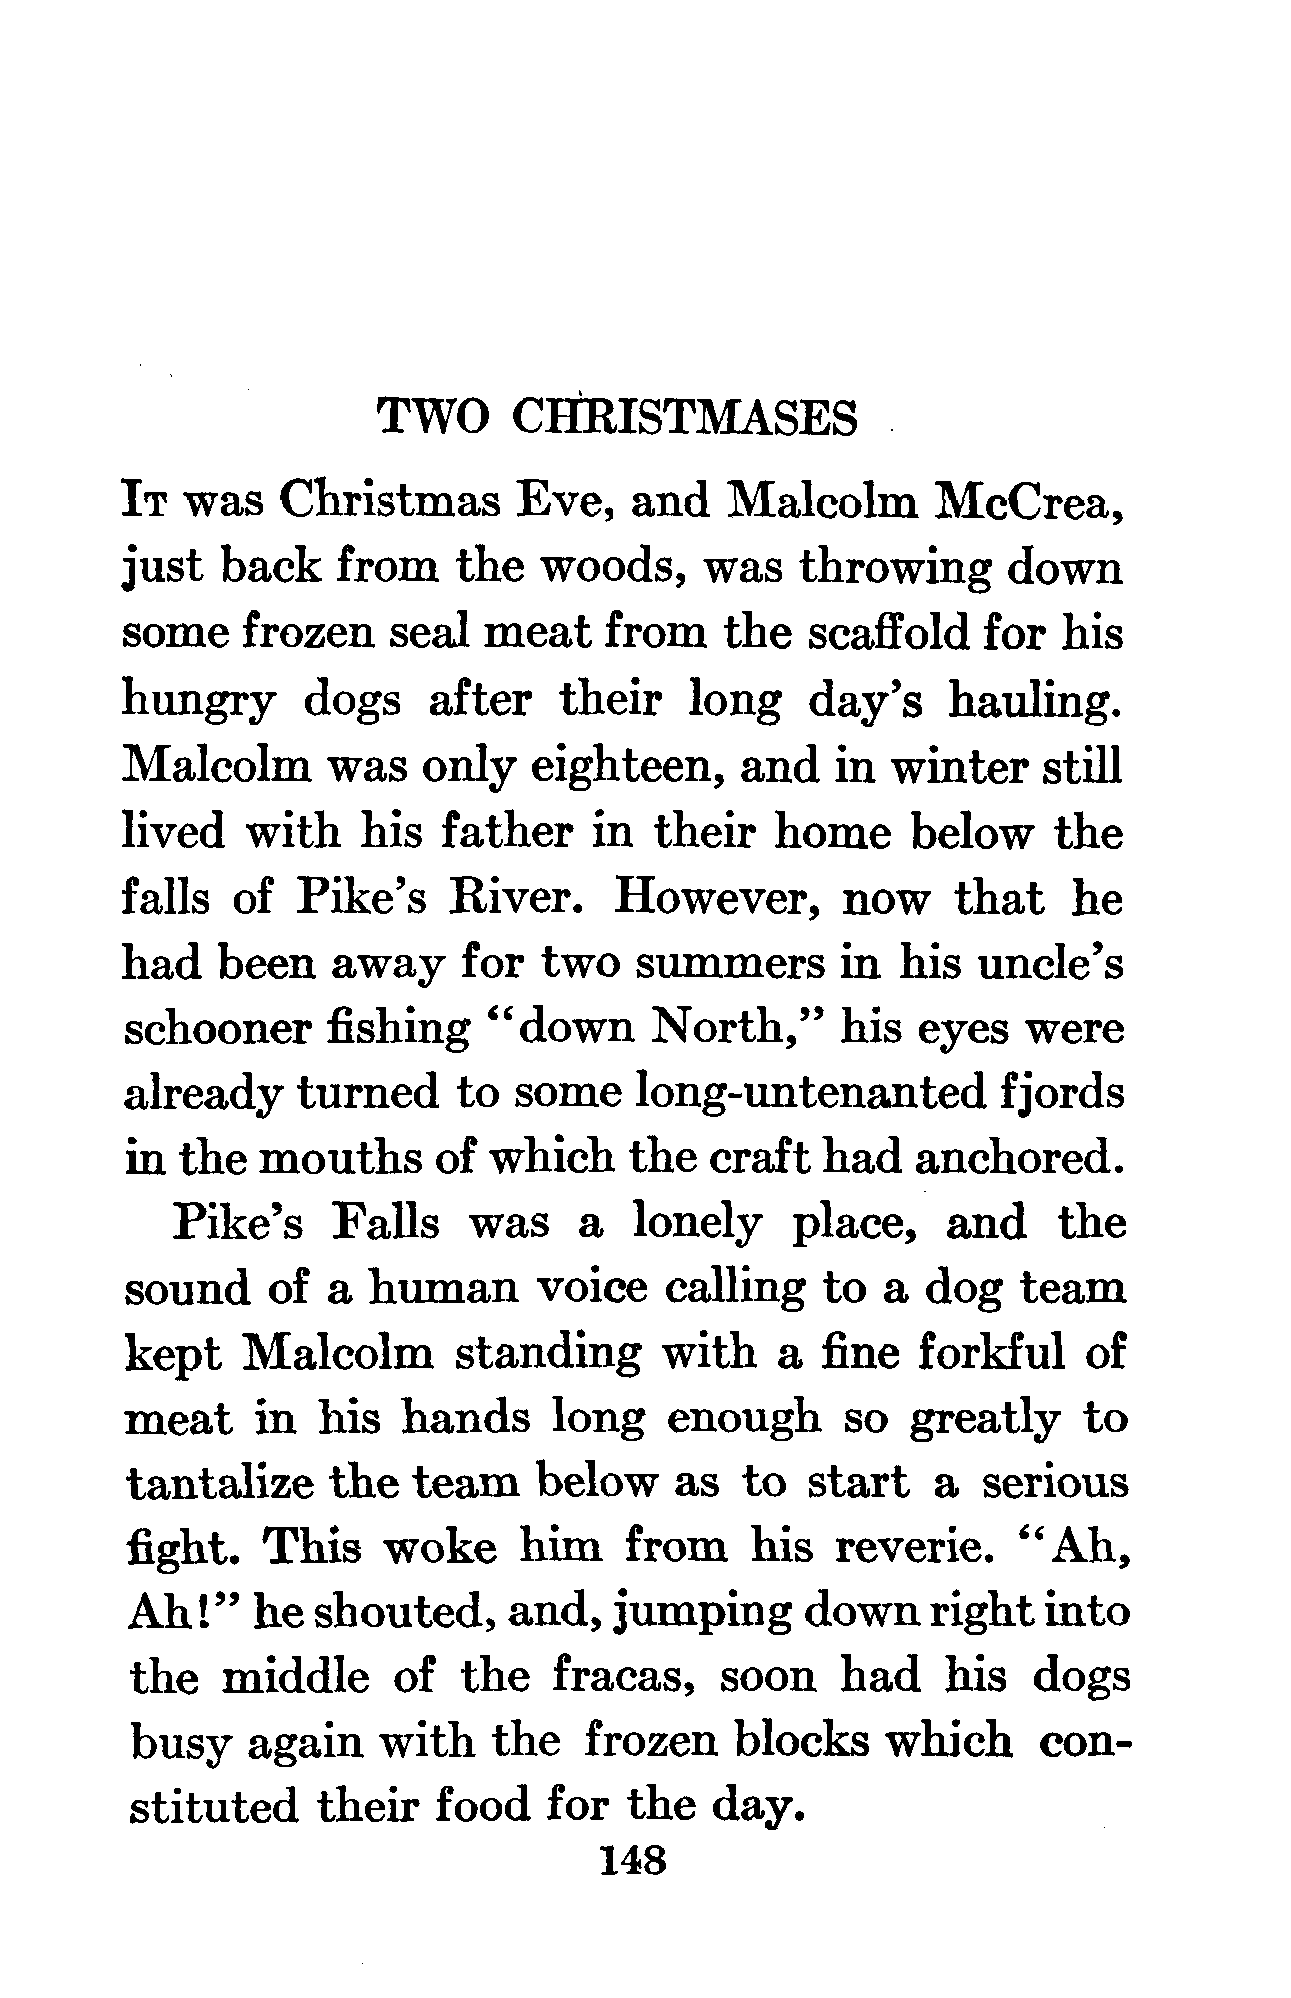 TWO CHRISTMASES
IT was Christmas Eve, and Malcolm McCrea,
just back from the woods, was throwing down
some frozen seal meat from the scaffold for his
hungry dogs after their long day's hauling.
Malcolm was only eighteen, and in winter still
lived with his father in their home below the
falls of Pike's River. However, now that he
had been away for two summers in his uncle's
schooner fishing "down North," his eyes were
already turned to some long-untenanted fjords
in the mouths of which the craft had anchored.
Pike's Falls was a lonely place, and the
sound of a human voice calling to a dog team
kept Malcolm standing with a fine forkful of
meat in his hands long enough so greatly to
tantalize the team below as to start a serious
fight. This woke him from his reverie. "Ah,
Ah!" he shouted, and, jumping down right into
the middle of the fracas, soon had his dogs
busy again with the frozen blocks which con-
stituted their food for the day.
148